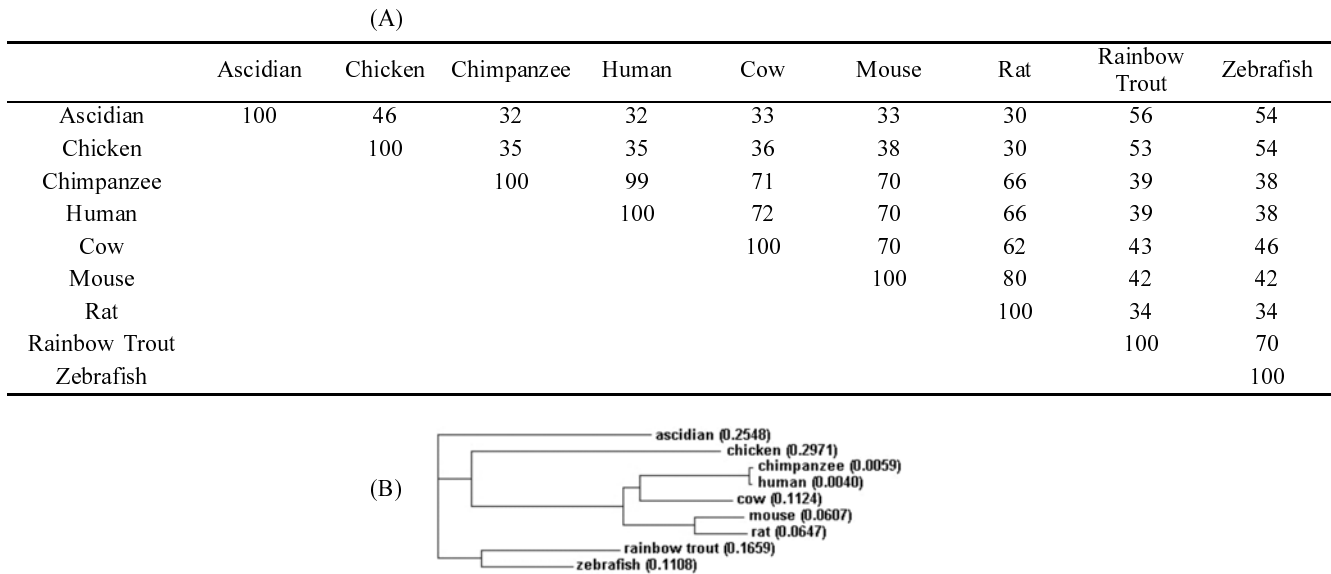 (A)
Ascidian Chicken Chimpanzee Human Cow Mouse Rat Rainbow Trout Zebrafish
Ascidian 100 46 32 32 33 33 30 56 54
Chicken 100 35 35 36 38 30 53 54
Chimpanzee 100 99 71 70 66 39 38
Human 100 72 70 66 39 38
Cow 100 70 62 43 46
Mouse 100 80 42 42
Rat 100 34 34
Rainbow Trout 100 70
Zebrafish 100
(B)
ascidian (0.2548)
chicken (0.2971)
chimpanzee (0.0059)
human (0.0040)
cow (0.1124)
mouse (0.0607)
rat (0.0647)
rainbow trout (0.1659)
zebrafish (0.1108)